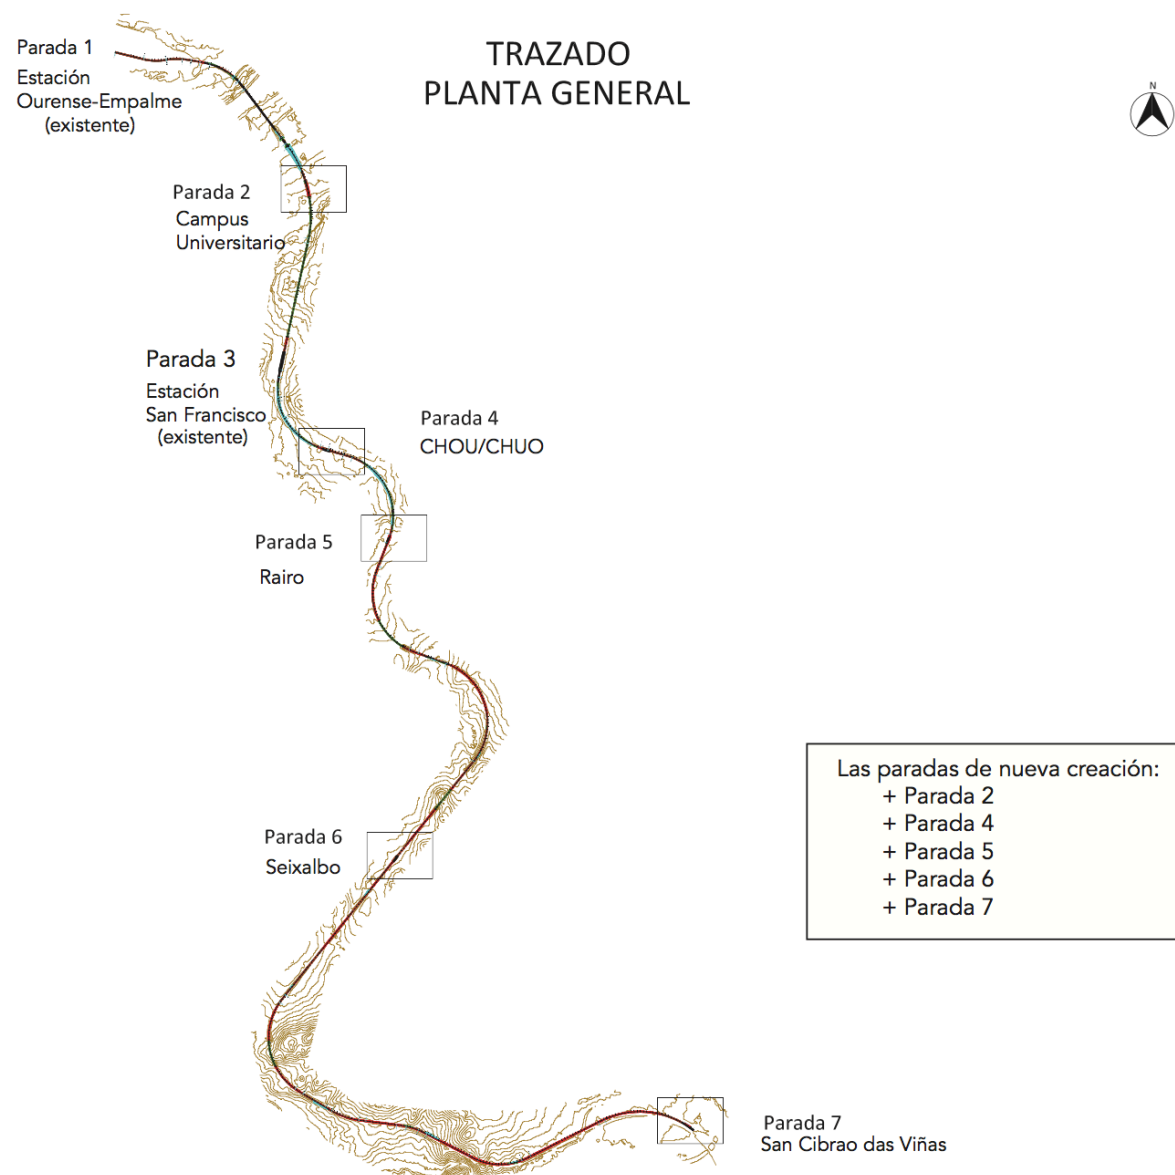 TRAZADO
PLANTA GENERAL
N
Parada 1
Estación
Ourense-Empalme
(existente)
Parada 2
Campus
Universitario
Parada 3
Estación
San Francisco
(existente)
Parada 4
CHOU/CHUO
Parada 5
Rairo
Parada 6
Seixalbo
Las paradas de nueva creación:
+ Parada 2
+ Parada 4
+ Parada 5
+ Parada 6
+ Parada 7
Parada 7
San Cibrao das Viñas